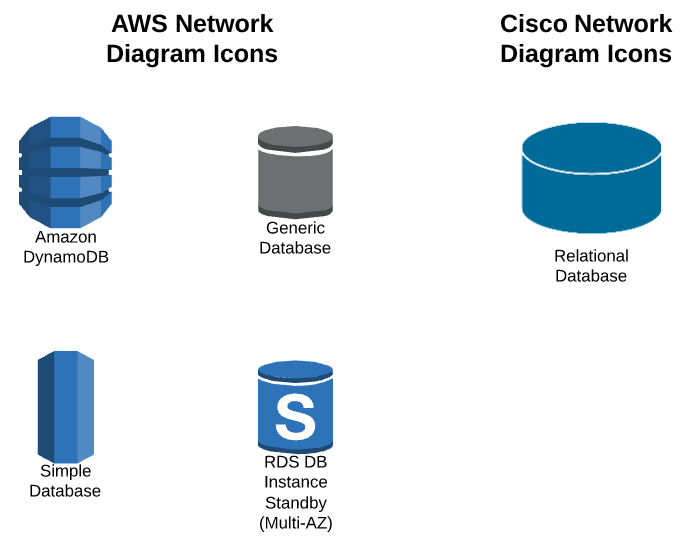 AWS Network
Diagram Icons
Cisco Network
Diagram Icons
Amazon
DynamoDB
Generic
Database
Relational
Database
Simple
Database
S
RDS DB
Instance
Standby
(Multi-AZ)